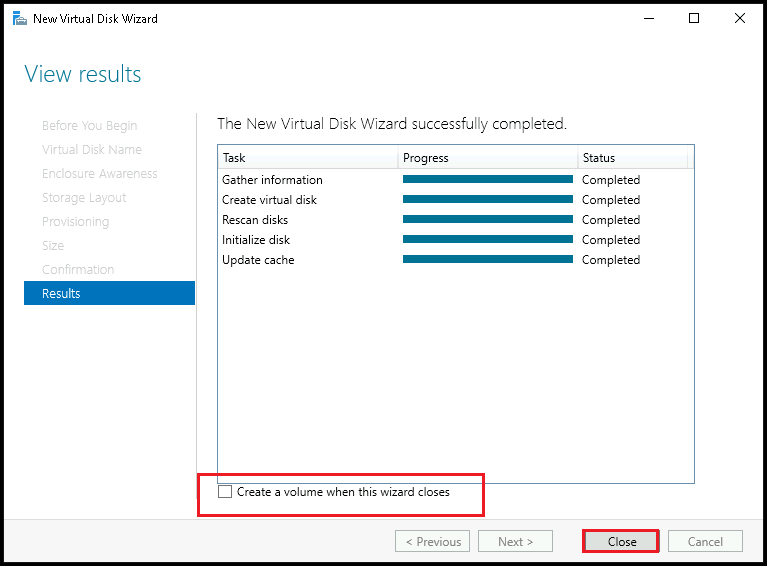 New Virtual Disk Wizard
View results
Before You Begin
Virtual Disk Name
Enclosure Awareness
Storage Layout
Provisioning
Size
Confirmation
Results
The New Virtual Disk Wizard successfully completed.
Task Progress Status
Gather information Completed
Create virtual disk Completed
Rescan disks Completed
Initialize disk Completed
Update cache Completed
Create a volume when this wizard closes
< Previous Next > Close Cancel